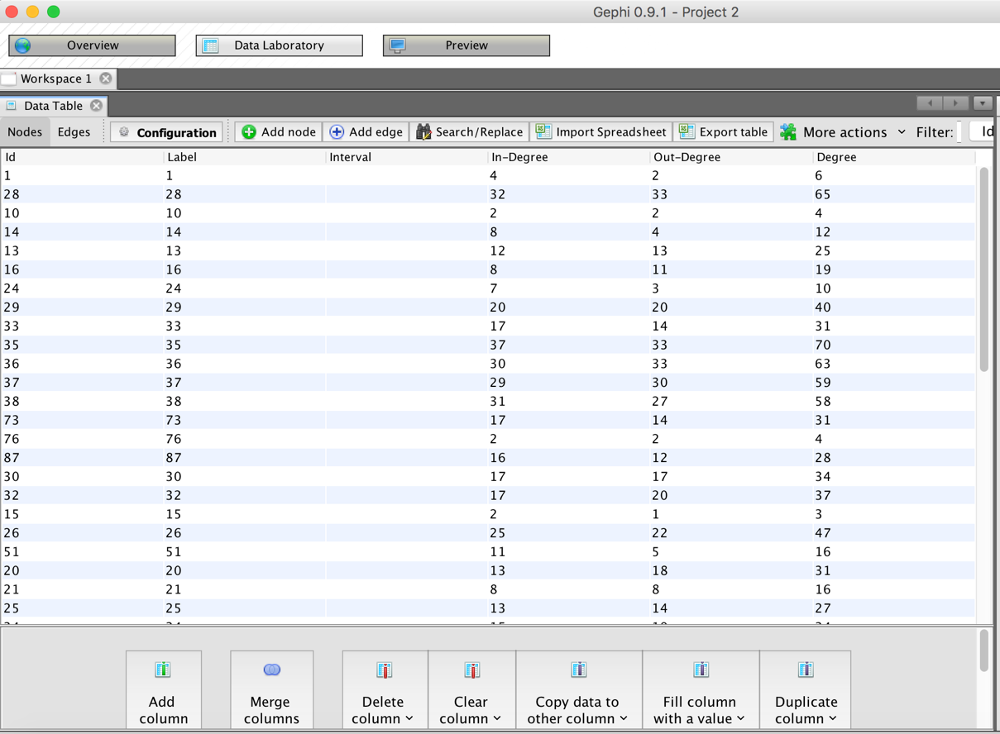 Gephi 0.9.1 - Project 2
Overview Data Laboratory Preview
Workspace 1
Data Table
Nodes Edges Configuration Add node Add edge Search/Replace Import Spreadsheet Export table More actions Filter: Id
Id Label Interval In-Degree Out-Degree Degree
1 1 4 2 6
28 28 32 33 65
10 10 2 2 4
14 14 8 4 12
13 13 12 13 25
16 16 8 11 19
24 24 7 3 10
29 29 20 20 40
33 33 17 14 31
35 35 37 33 70
36 36 30 33 63
37 37 29 30 59
38 38 31 27 58
73 73 17 14 31
76 76 2 2 4
87 87 16 12 28
30 30 17 17 34
32 32 17 20 37
15 15 2 1 3
26 26 25 22 47
51 51 11 5 16
20 20 13 18 31
21 21 8 8 16
25 25 13 14 27
Add Merge Delete Clear Copy data to Fill column Duplicate
column columns column column other column with a value column